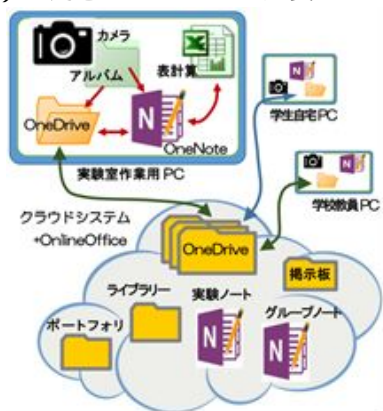 カメラ
アルバム
表計算
OneDrive
OneNote
実験室作業用PC
学生自宅PC
学校教員PC
クラウドシステム
+OnlineOffice
OneDrive
掲示板
ライブラリー
実験ノート
グループノート
ポートフォリ